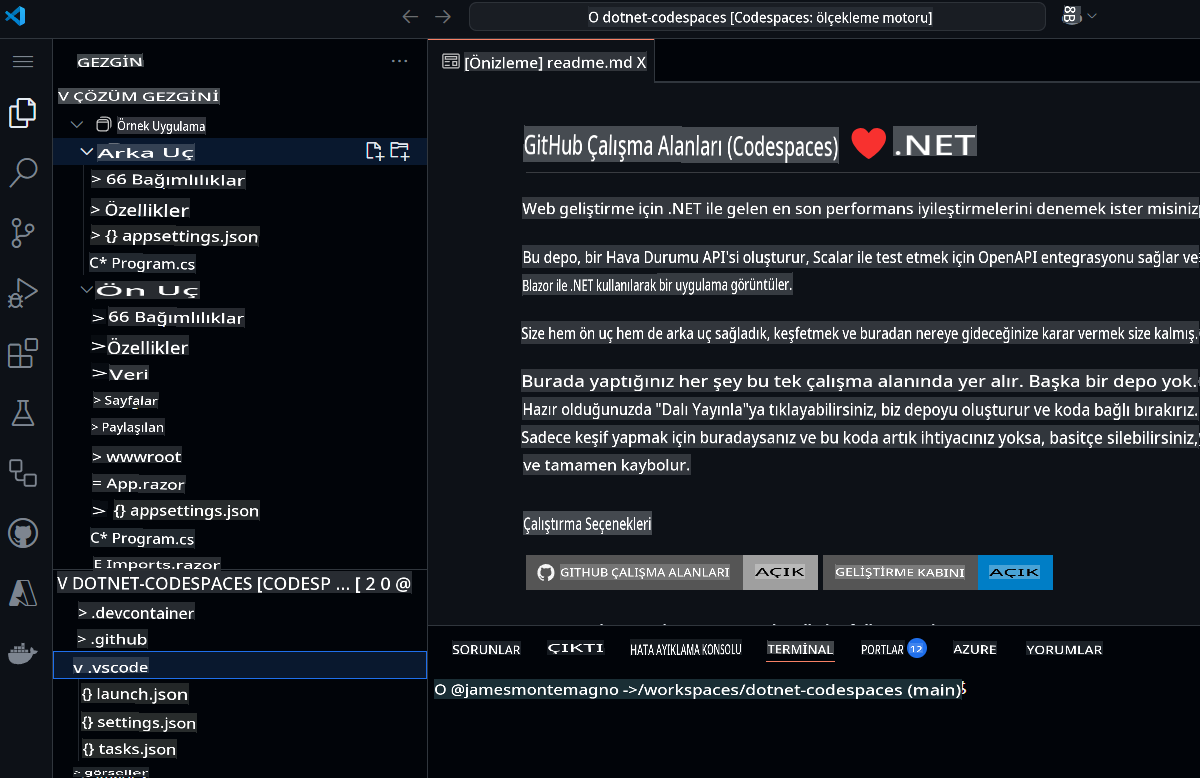 O dotnet-codespaces [Codespaces: ölçekleme motoru]
GEZGİN
V ÇÖZÜM GEZGİNİ
Örnek Uygulama
Arka Uç
> 66 Bağımlılıklar
> Özellikler
> {} appsettings.json
C* Program.cs
Ön Uç
> 66 Bağımlılıklar
>Özellikler
>Veri
> Sayfalar
> Paylaşılan
> wwwroot
= App.razor
> {} appsettings.json
C* Program.cs
E Imports.razor
V DOTNET-CODESPACES [CODESP ... [ 2 0 @
> .devcontainer
> .github
v .vscode
{} launch.json
{} settings.json
{} tasks.json
> görseller
[Önizleme] readme.md X
GitHub Çalışma Alanları (Codespaces) ❤️ .NET
Web geliştirme için .NET ile gelen en son performans iyileştirmelerini denemek ister misiniz
Bu depo, bir Hava Durumu API'si oluşturur, Scalar ile test etmek için OpenAPI entegrasyonu sağlar ve
Blazor ile .NET kullanılarak bir uygulama görüntüler.
Size hem ön uç hem de arka uç sağladık, keşfetmek ve buradan nereye gideceğinize karar vermek size kalmış.
Burada yaptığınız her şey bu tek çalışma alanında yer alır. Başka bir depo yok.
Hazır olduğunuzda "Dalı Yayınla"ya tıklayabilirsiniz, biz depoyu oluşturur ve koda bağlı bırakırız.
Sadece keşif yapmak için buradaysanız ve bu koda artık ihtiyacınız yoksa, basitçe silebilirsiniz,
ve tamamen kaybolur.
Çalıştırma Seçenekleri
GITHUB ÇALIŞMA ALANLARI AÇIK GELİŞTİRME KABINI AÇIK
SORUNLAR ÇIKTI HATA AYIKLAMA KONSOLU TERMİNAL PORTLAR 12 AZURE YORUMLAR
O @jamesmontemagno ->/workspaces/dotnet-codespaces (main)